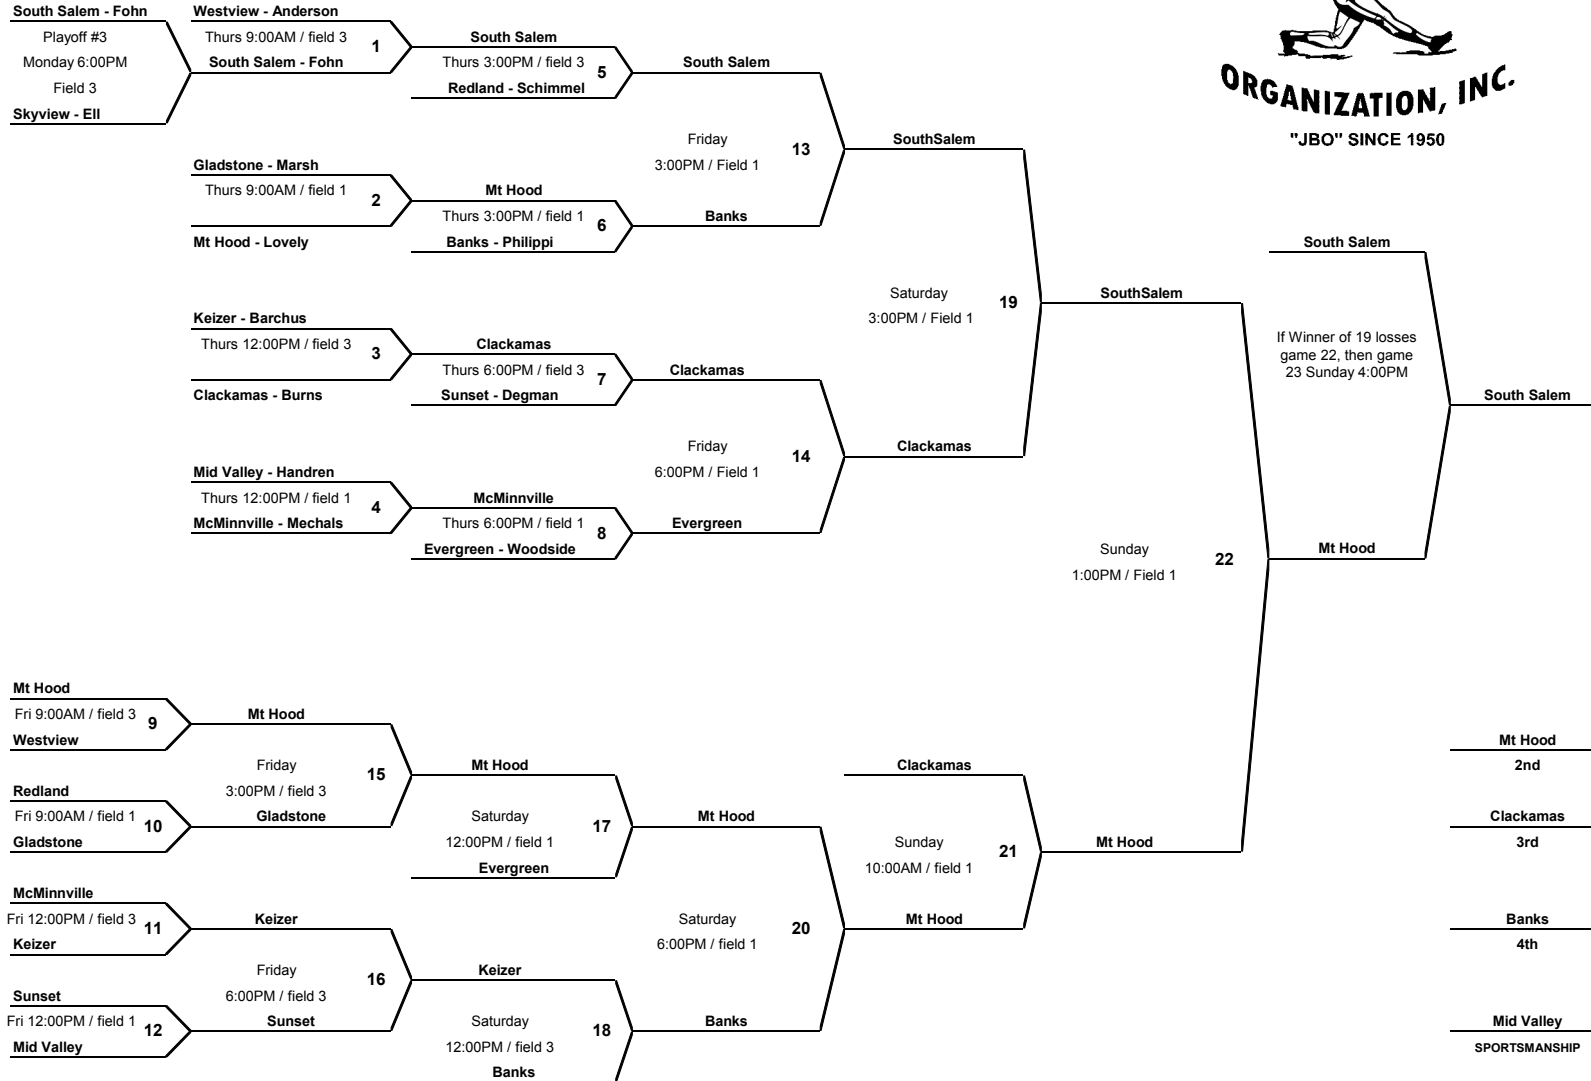 South Salem - Fohn
Playoff #3
Monday 6:00PM
Field 3
Skyview - Ell
Westview - Anderson
Thurs 9:00AM / field 3
1
South Salem - Fohn
Gladstone - Marsh
Thurs 9:00AM / field 1
2
Mt Hood - Lovely
Keizer - Barchus
Thurs 12:00PM / field 3
3
Clackamas - Burns
Mid Valley - Handren
Thurs 12:00PM / field 1
4
McMinnville - Mechals
South Salem
Thurs 3:00PM / field 3
5
Redland - Schimmel
Mt Hood
Thurs 3:00PM / field 1
6
Banks - Philippi
Clackamas
Thurs 6:00PM / field 3
7
Sunset - Degman
McMinnville
Thurs 6:00PM / field 1
8
Evergreen - Woodside
South Salem
Friday
13
3:00PM / Field 1
Banks
Clackamas
Friday
14
6:00PM / Field 1
Evergreen
SouthSalem
Saturday
19
3:00PM / Field 1
Clackamas
SouthSalem
Sunday
22
1:00PM / Field 1
ORGANIZATION, INC.
"JBO" SINCE 1950
South Salem
If Winner of 19 losses
game 22, then game
23 Sunday 4:00PM
Mt Hood
South Salem
Mt Hood
Fri 9:00AM / field 3
9
Westview
Redland
Fri 9:00AM / field 1
10
Gladstone
McMinnville
Fri 12:00PM / field 3
11
Keizer
Sunset
Fri 12:00PM / field 1
12
Mid Valley
Mt Hood
Friday
15
3:00PM / field 3
Gladstone
Keizer
Friday
16
6:00PM / field 3
Sunset
Mt Hood
Saturday
17
12:00PM / field 1
Evergreen
Keizer
Saturday
18
12:00PM / field 3
Banks
Mt Hood
Saturday
20
6:00PM / field 1
Banks
Clackamas
Sunday
21
10:00AM / field 1
Mt Hood
Mt Hood
Mt Hood
2nd
Clackamas
3rd
Banks
4th
Mid Valley
SPORTSMANSHIP